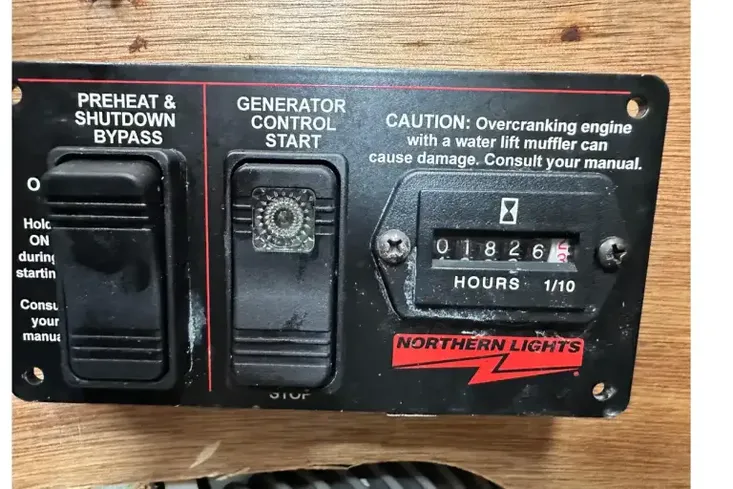 PREHEAT &
SHUTDOWN
BYPASS
O
Hold
ON
during
starting
Consu
your
manua
GENERATOR
CONTROL
START
STOP
CAUTION: Overcranking engine
with a water lift muffler can
cause damage. Consult your manual.
01826
HOURS 1/10
NORTHERN LIGHTS